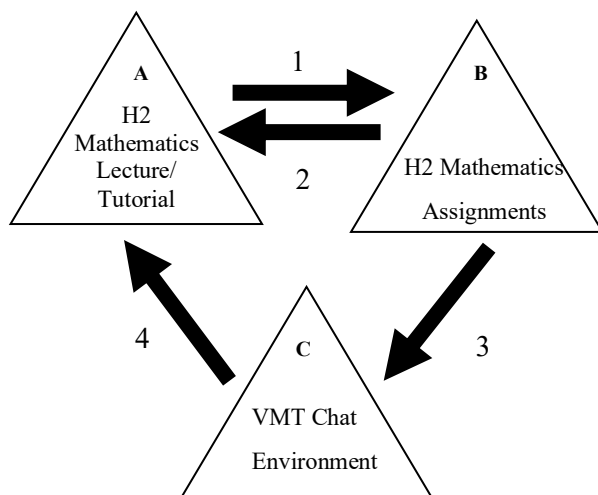 A
H2
Mathematics
Lecture/
Tutorial
1
2
B
H2 Mathematics
Assignments
4
3
C
VMT Chat
Environment